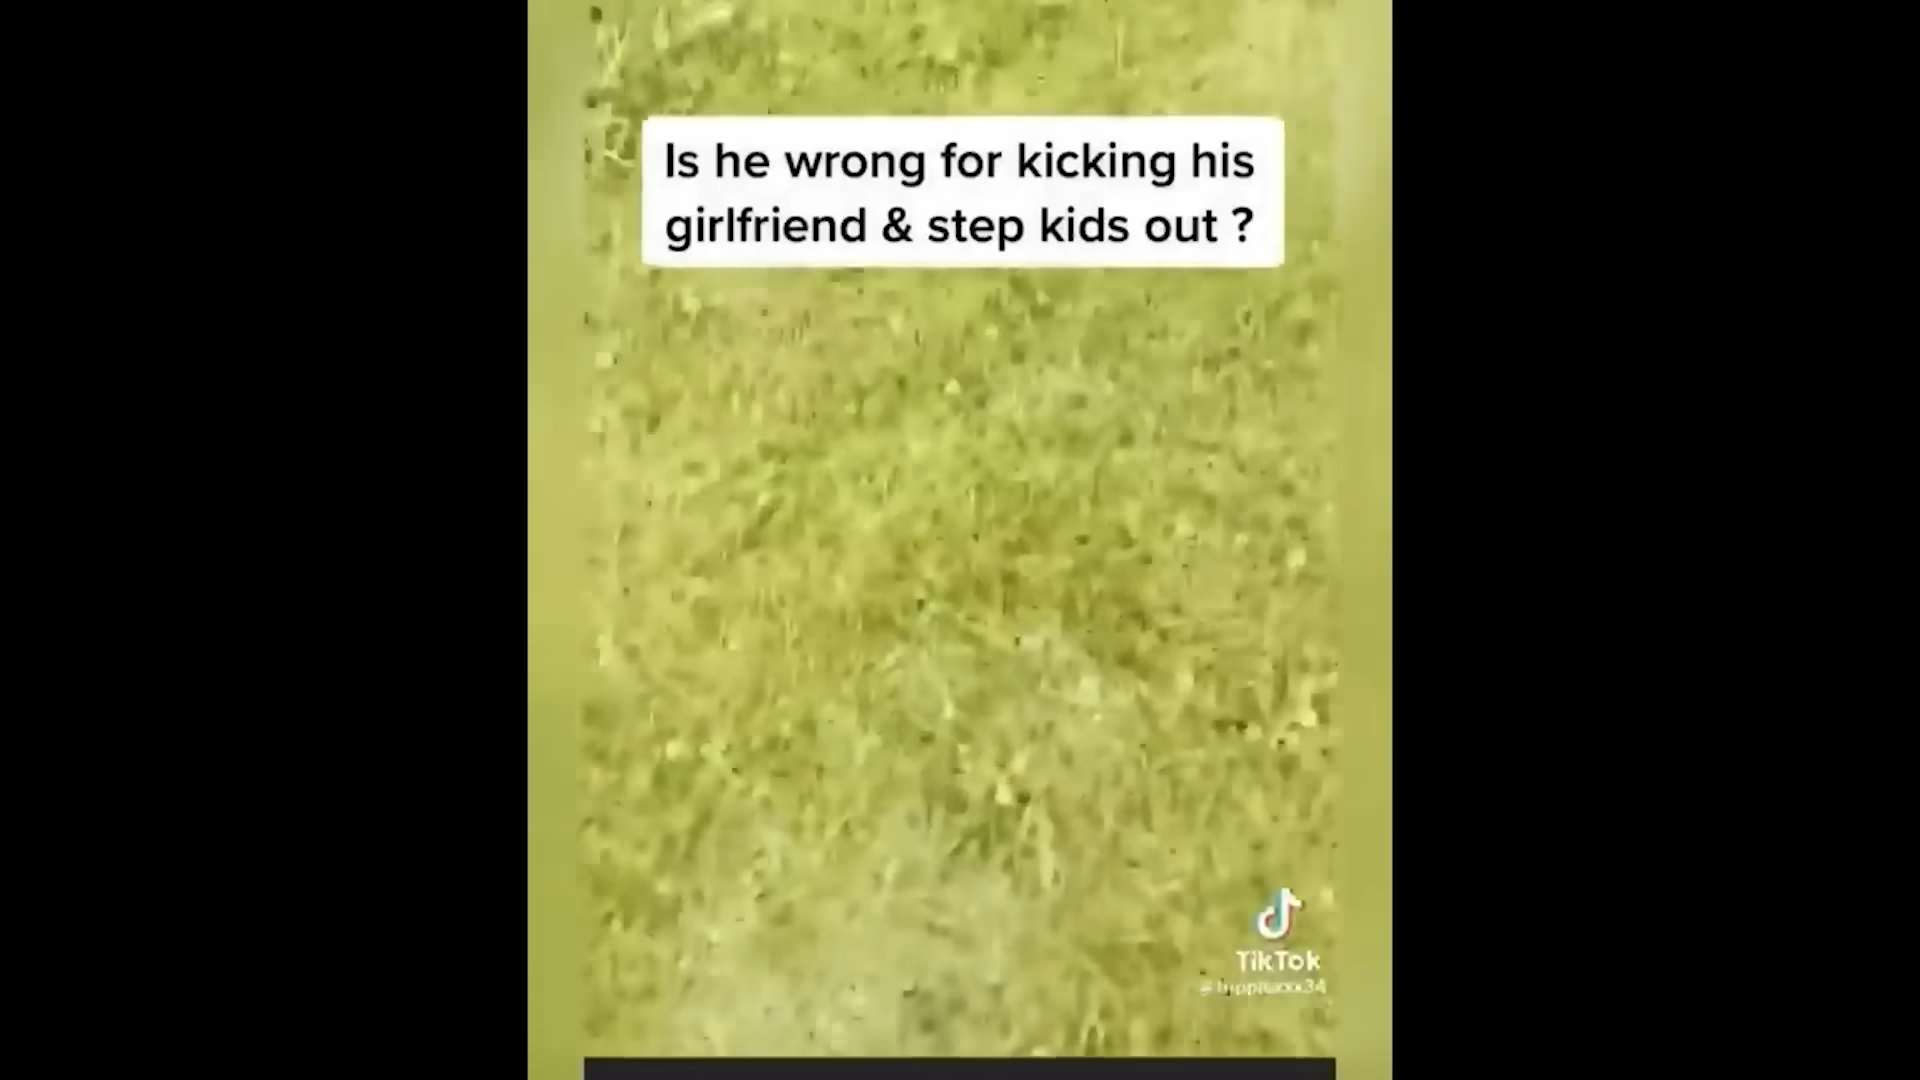 Is he wrong for kicking his
girlfriend & step kids out ?
TikTok